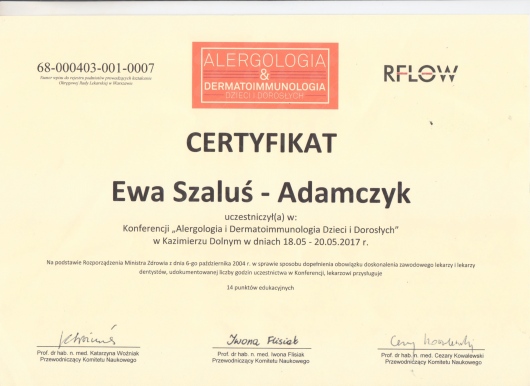 68-000403-001-0007
Numer wpisu do rejestru podmiotów prowadzących kształcenie
Okręgowej Rady Lekarskiej w Warszawie
ALERGOLOGIA
&
DERMATOIMMUNOLOGIA
DZIECI I DOROSŁYCH
RFLOW
CERTYFIKAT
Ewa Szaluś - Adamczyk
uczestniczył(a) w:
Konferencji „Alergologia i Dermatoimmunologia Dzieci i Dorosłych"
w Kazimierzu Dolnym w dniach 18.05 - 20.05.2017 r.
Na podstawie Rozporządzenia Ministra Zdrowia z dnia 6-go października 2004 r. w sprawie sposobu dopełnienia obowiązku doskonalenia zawodowego lekarzy i lekarzy
dentystów, udokumentowanej liczby godzin uczestnictwa w Konferencji, lekarzowi przysługuje
14 punktów edukacyjnych
Iwona Flisiak
Cezary Kowalewski
Prof. dr hab. n. med. Katarzyna Woźniak
Przewodniczący Komitetu Naukowego
Prof. dr hab. n. med. Iwona Flisiak
Przewodniczący Komitetu Naukowego
Prof. dr hab. n. med. Cezary Kowalewski
Przewodniczący Komitetu Naukowego